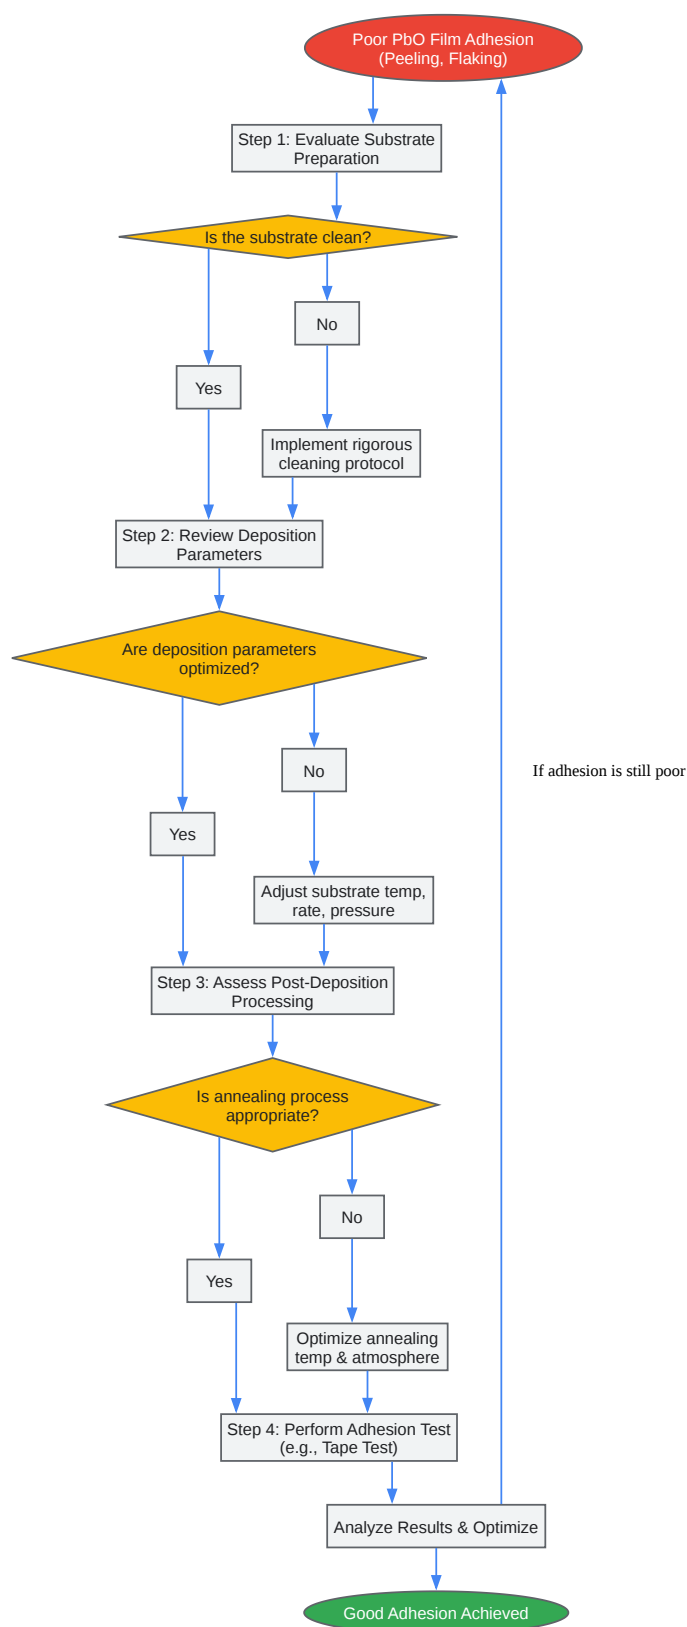 Poor PbO Film Adhesion
(Peeling, Flaking)
Step 1: Evaluate Substrate
Preparation
Is the substrate clean?
No
Yes
Implement rigorous
cleaning protocol
Step 2: Review Deposition
Parameters
Are deposition parameters
optimized?
No
If adhesion is still poor
Yes
Adjust substrate temp,
rate, pressure
Step 3: Assess Post-Deposition
Processing
Is annealing process
appropriate?
No
Yes
Optimize annealing
temp & atmosphere
Step 4: Perform Adhesion Test
(e.g., Tape Test)
Analyze Results & Optimize
Good Adhesion Achieved